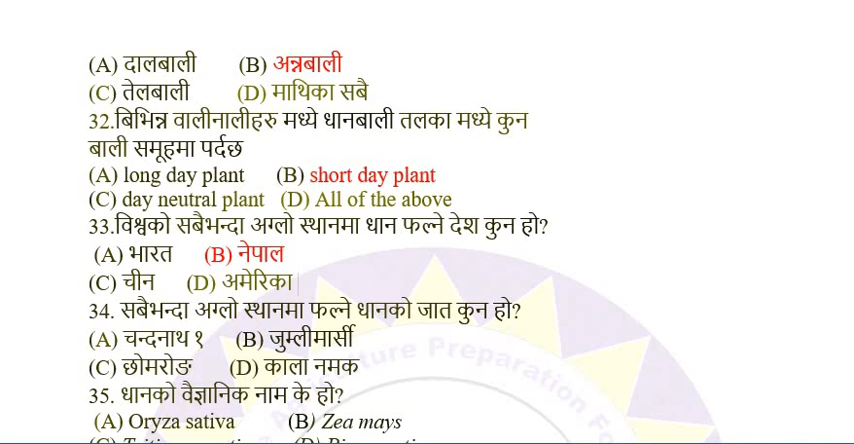 (A) दालबाली (B) अन्नबाली
(C) तेलबाली (D) माथिका सबै
32.बिभिन्न वालीनालीहरु मध्ये धानबाली तलका मध्ये कुन
बाली समूहमा पर्दछ
(A) long day plant (B) short day plant
(C) day neutral plant (D) All of the above
33.विश्वको सबैभन्दा अग्लो स्थानमा धान फल्ने देश कुन हो?
(A) भारत (B) नेपाल
(C) चीन (D) अमेरिका
34. सबैभन्दा अग्लो स्थानमा फल्ने धानको जात कुन हो?
(A) चन्दनाथ १ (B) जुम्लीमार्सी
(C) छोमरोङ (D) काला नमक
35. धानको वैज्ञानिक नाम के हो?
(A) Oryza sativa (B) Zea mays
Preparation